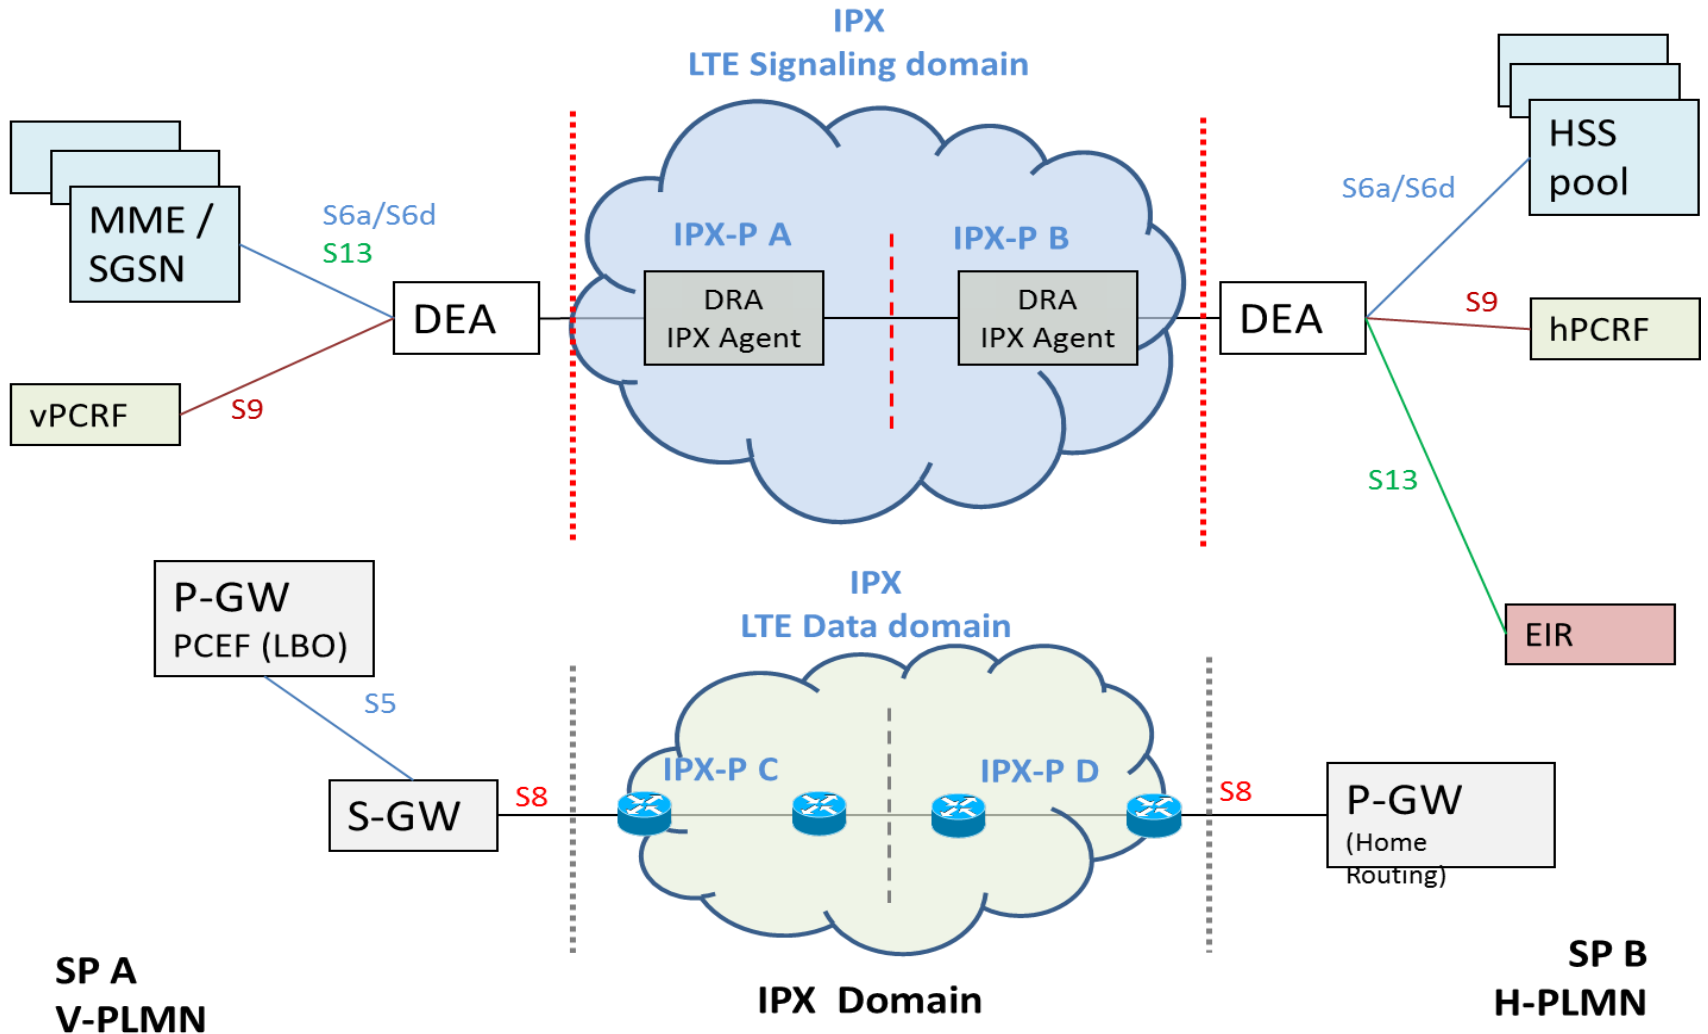 IPX
LTE Signaling domain
HSS
pool
MME /
SGSN
S6a/S6d
S13
S6a/S6d
IPX-P A
IPX-P B
DEA
DRA
IPX Agent
DRA
IPX Agent
DEA
S9
hPCRF
vPCRF
S9
S13
P-GW
PCEF (LBO)
IPX
LTE Data domain
EIR
S5
IPX-P C
IPX-P D
S-GW
S8
S8
P-GW
(Home
Routing)
SP A
V-PLMN
IPX Domain
SP B
H-PLMN